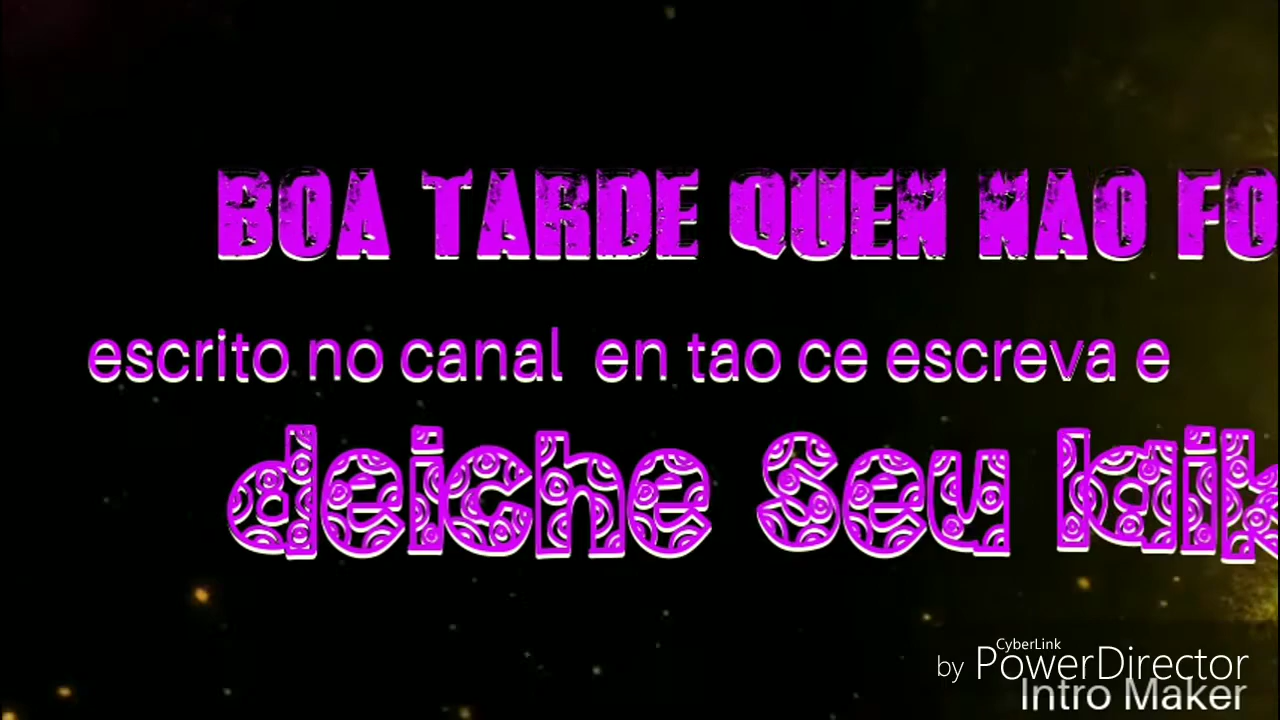 BOA TARDE QUEN NAO FO
escrito no canal en tao ce escreva e
deiche seu laik
CyberLink
by PowerDirector
Intro Maker